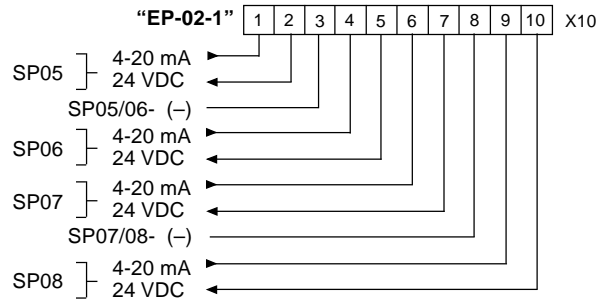 “EP-02-1” 1 2 3 4 5 6 7 8 9 10 X10
4-20 mA
SP05
24 VDC
SP05/06- (–)
4-20 mA
SP06
24 VDC
4-20 mA
SP07
24 VDC
SP07/08- (–)
4-20 mA
SP08
24 VDC